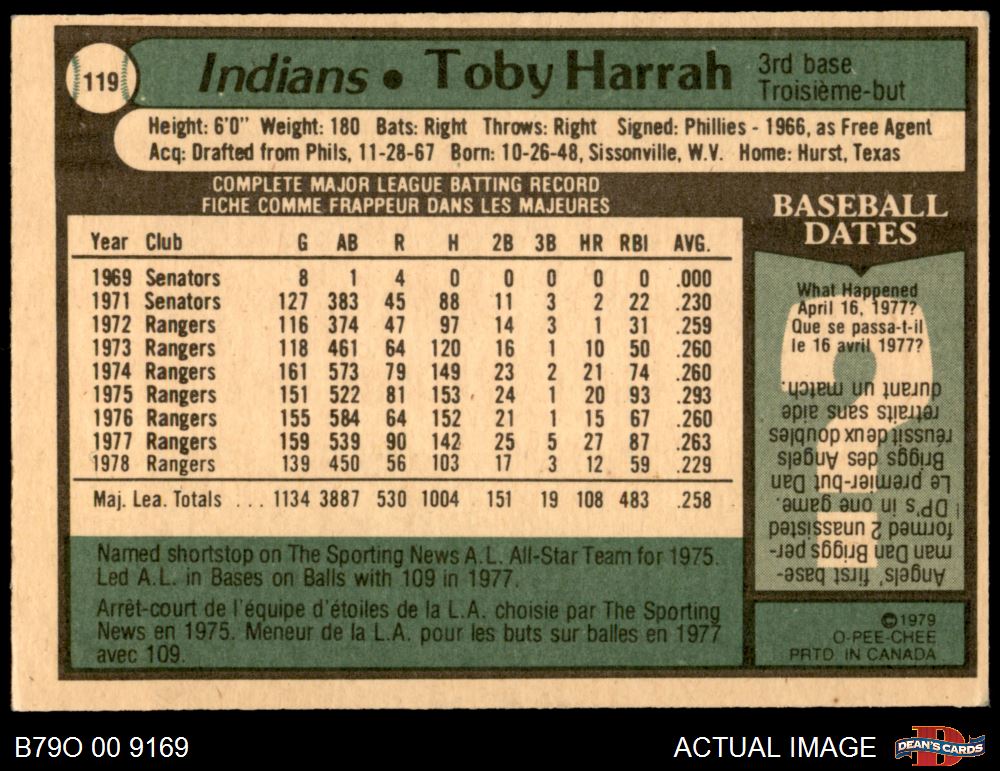 119
Indians • Toby Harrah
3rd base
Troisième-but
Height: 6'0" Weight: 180 Bats: Right Throws: Right Signed: Phillies - 1966, as Free Agent
Acq: Drafted from Phils, 11-28-67 Born: 10-26-48, Sissonville, W.V. Home: Hurst, Texas
COMPLETE MAJOR LEAGUE BATTING RECORD
FICHE COMME FRAPPEUR DANS LES MAJEURES
Year Club G AB R H 2B 3B HR RBI AVG.
1969 Senators 8 1 4 0 0 0 0 0 .000
1971 Senators 127 383 45 88 11 3 2 22 .230
1972 Rangers 116 374 47 97 14 3 1 31 .259
1973 Rangers 118 461 64 120 16 1 10 50 .260
1974 Rangers 161 573 79 149 23 2 21 74 .260
1975 Rangers 151 522 81 153 24 1 20 93 .293
1976 Rangers 155 584 64 152 21 1 15 67 .260
1977 Rangers 159 539 90 142 25 5 27 87 .263
1978 Rangers 139 450 56 103 17 3 12 59 .229
Maj. Lea. Totals ... 1134 3887 530 1004 151 19 108 483 .258
Named shortstop on The Sporting News A.L. All-Star Team for 1975.
Led A.L. in Bases on Balls with 109 in 1977.
Arrêt-court de l'équipe d'étoiles de la L.A. choisie par The Sporting
News en 1975. Meneur de la L.A. pour les buts sur balles en 1977
avec 109.
BASEBALL
DATES
What Happened
April 16, 1977?
Que se passa-t-il
le 16 avril 1977?
Angels' first base-
man Dan Briggs per-
formed 2 unassisted
DP's in one game.
Le premier-but Dan
Briggs des Angels
réussit deux doubles
retraits sans aide
durant un match.
©1979
O-PEE-CHEE
PRTD IN CANADA
B79O 00 9169
ACTUAL IMAGE
D
DEAN'S CARDS